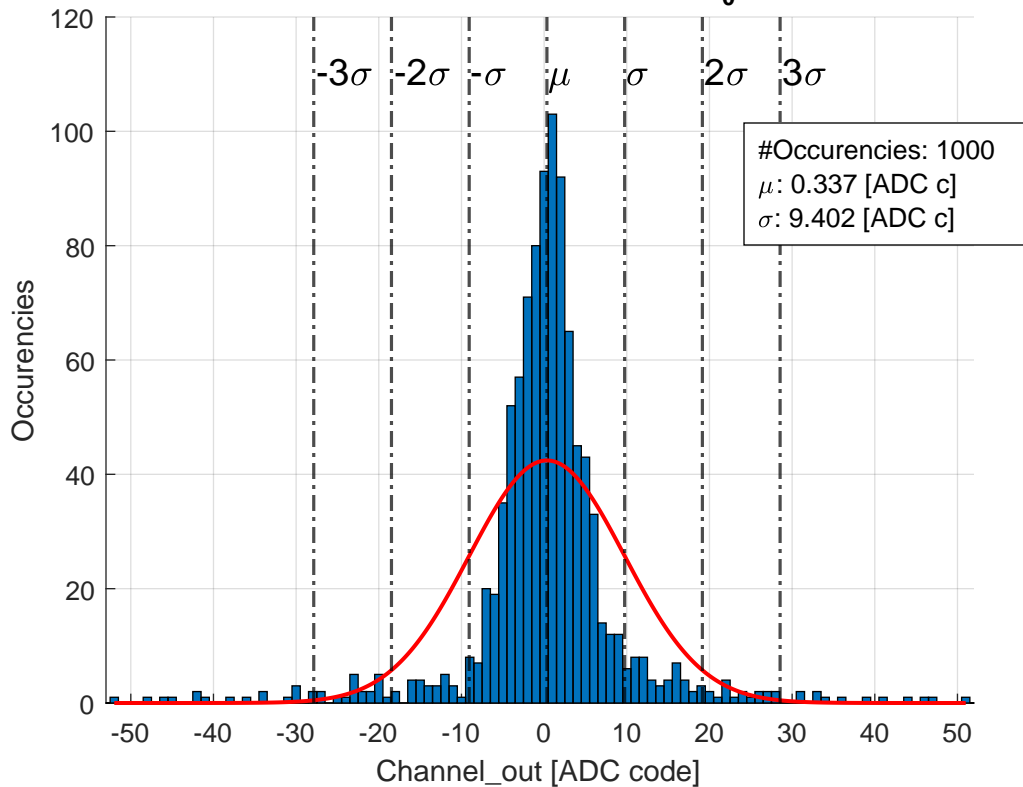 120
100
80
60
40
20
0
-3σ
-2σ
-σ
μ
σ
2σ
3σ
#Occurencies: 1000
μ: 0.337 [ADC c]
σ: 9.402 [ADC c]
Occurencies
-50
-40
-30
-20
-10
0
10
20
30
40
50
Channel_out [ADC code]